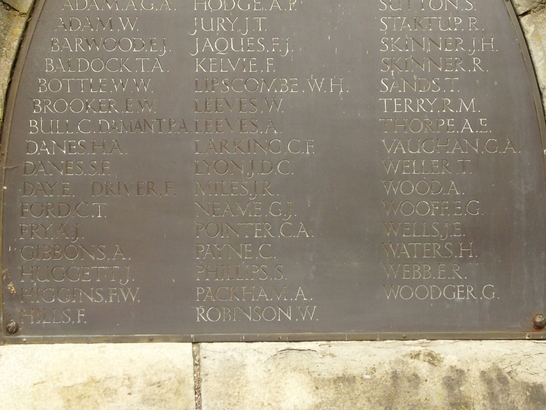 ADAM.A.G.A.
ADAM.W.
BARWOOD.E.J.
BALDOCK.T.A.
BOTTLE.W.W.
BROOKER.E.W.
BULL.C. DAMANT.B.A.
DANES.H.A.
DANES.S.F.
DAY.E. DRIVER.F.
FORD.C.T.
FRY.A.J.
GIBBONS.A.
HUGGETT.J.
HIGGINS.F.W.
HILLS.F.
HODGE.A.P.
JURY.J.T.
JAQUES.F.J.
KELVIE.F.
LIPSCOMBE.W.H.
LEEVES.W.
LEEVES.A.
LARKING.C.F.
LYON.J.D.C.
MILES.J.R.
NEAME.G.J.
POINTER.C.A.
PAYNE.C.
PHILLIPS.S.
PACKHAM.A.
ROBINSON.W.
SUTTON.S.
STARTUP.R.
SKINNER.J.H.
SKINNER.R.
SANDS.T.
TERRY.R.M.
THORPE.A.E.
VAUGHAN.G.A.
WELLER.T.
WOOD.A.
WOOFF.E.G.
WELLS.J.E.
WATERS.H.
WEBB.E.R.
WOODGER.G.